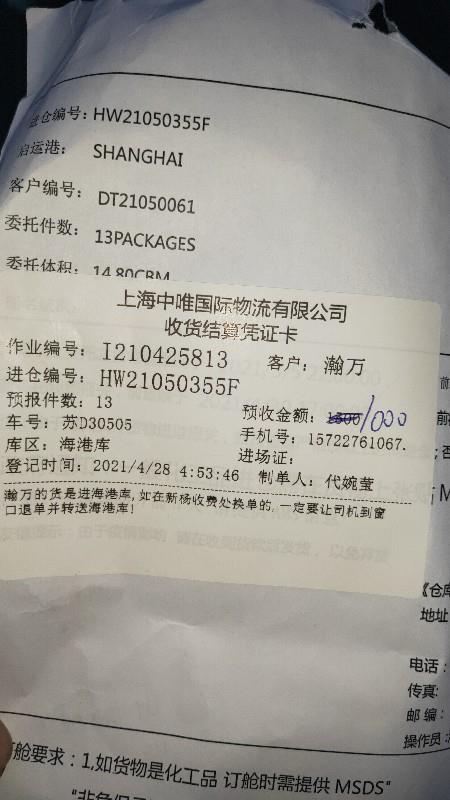 进仓编号：HW21050355F
启运港： SHANGHAI
客户编号： DT21050061
委托件数： 13PACKAGES
委托体积： 14.80CBM
上海中唯国际物流有限公司
收货结算凭证卡
作业编号：I210425813 客户：瀚万
进仓编号：HW21050355F
预报件数：13 预收金额：1300/000
车号：苏D30505 手机号：15722761067.
库区：海港库 进场证：
登记时间：2021/4/28 4:53:46 制单人：代婉莹
瀚万的货是进海港库,如在新杨收费处换单的,一定要让司机到窗
口退单并转送海港库!
《仓库
地址
电话：
传真：
邮 编：
操作员：
订舱要求：1,如货物是化工品 订舱时需提供 MSDS"